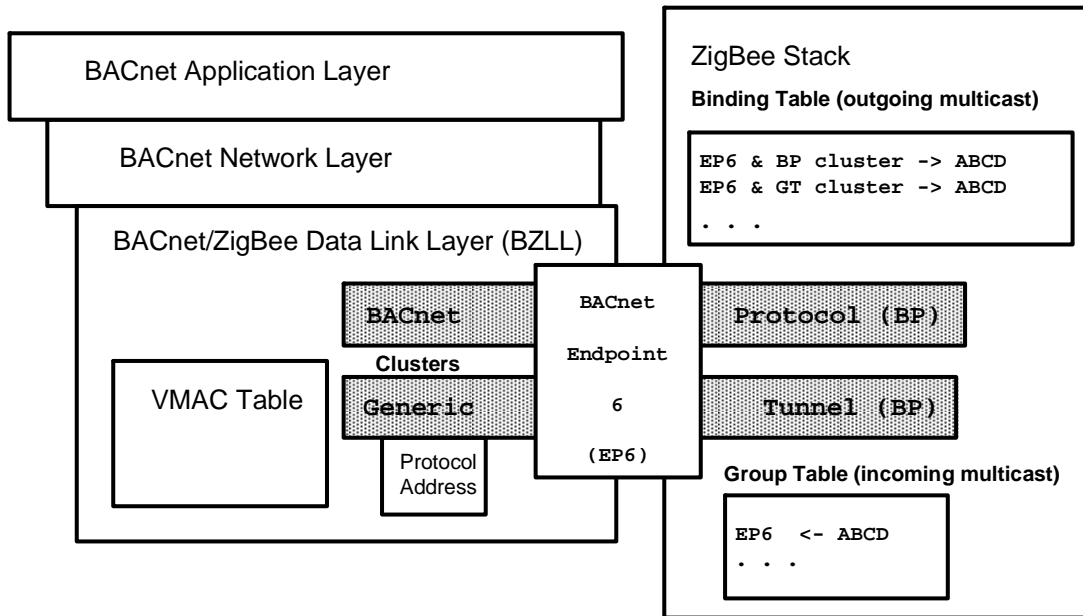 BACnet Application Layer
BACnet Network Layer
BACnet/ZigBee Data Link Layer (BZLL)
BACnet
Clusters
Generic
VMAC Table
Protocol
Address
BACnet
Endpoint
6
(EP6)
ZigBee Stack
Binding Table (outgoing multicast)
EP6 & BP cluster -> ABCD
EP6 & GT cluster -> ABCD
. . .
Protocol (BP)
Tunnel (BP)
Group Table (incoming multicast)
EP6 <- ABCD
. . .